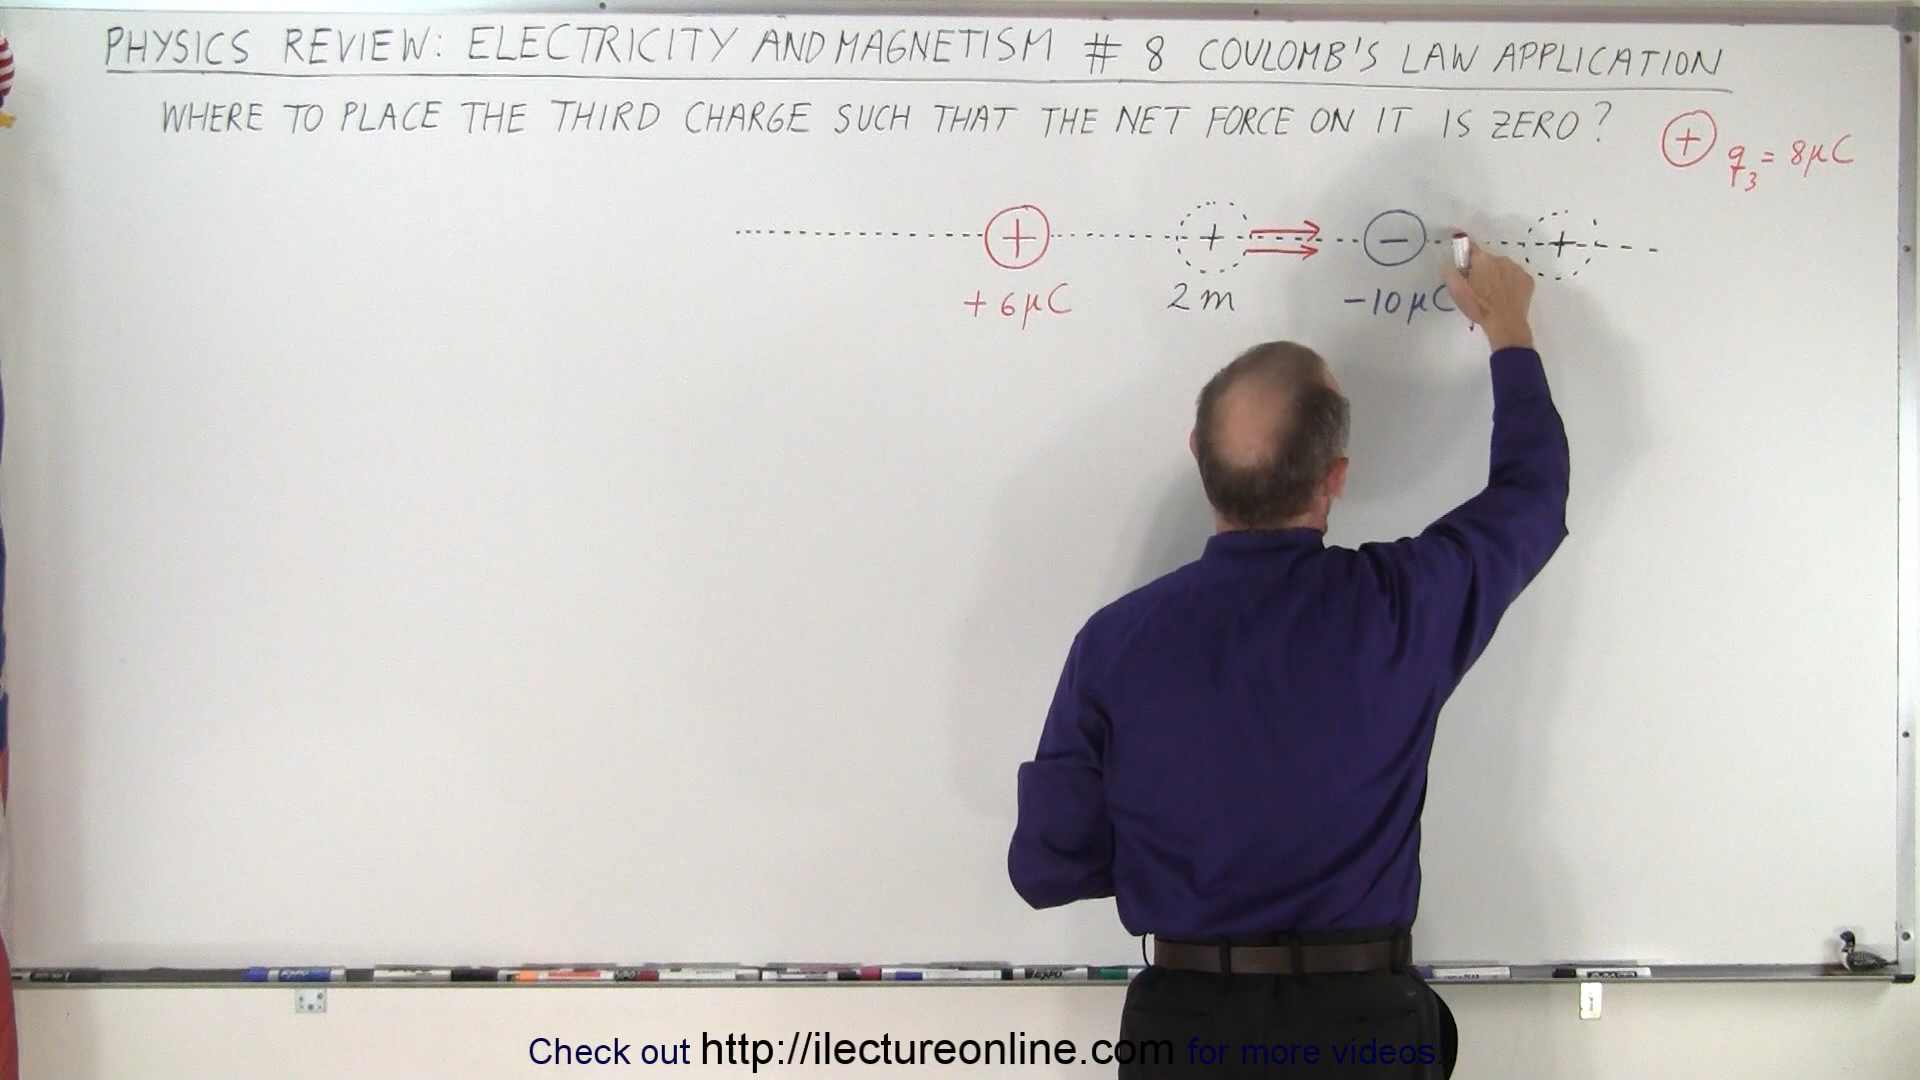 PHYSICS REVIEW: ELECTRICITY AND MAGNETISM # 8 COULOMB'S LAW APPLICATION
WHERE TO PLACE THE THIRD CHARGE SUCH THAT THE NET FORCE ON IT IS ZERO?
+ q3 = 8μC
+ + − +
+6μC 2m −10μC
EXPO
Check out http://ilectureonline.com for more videos.